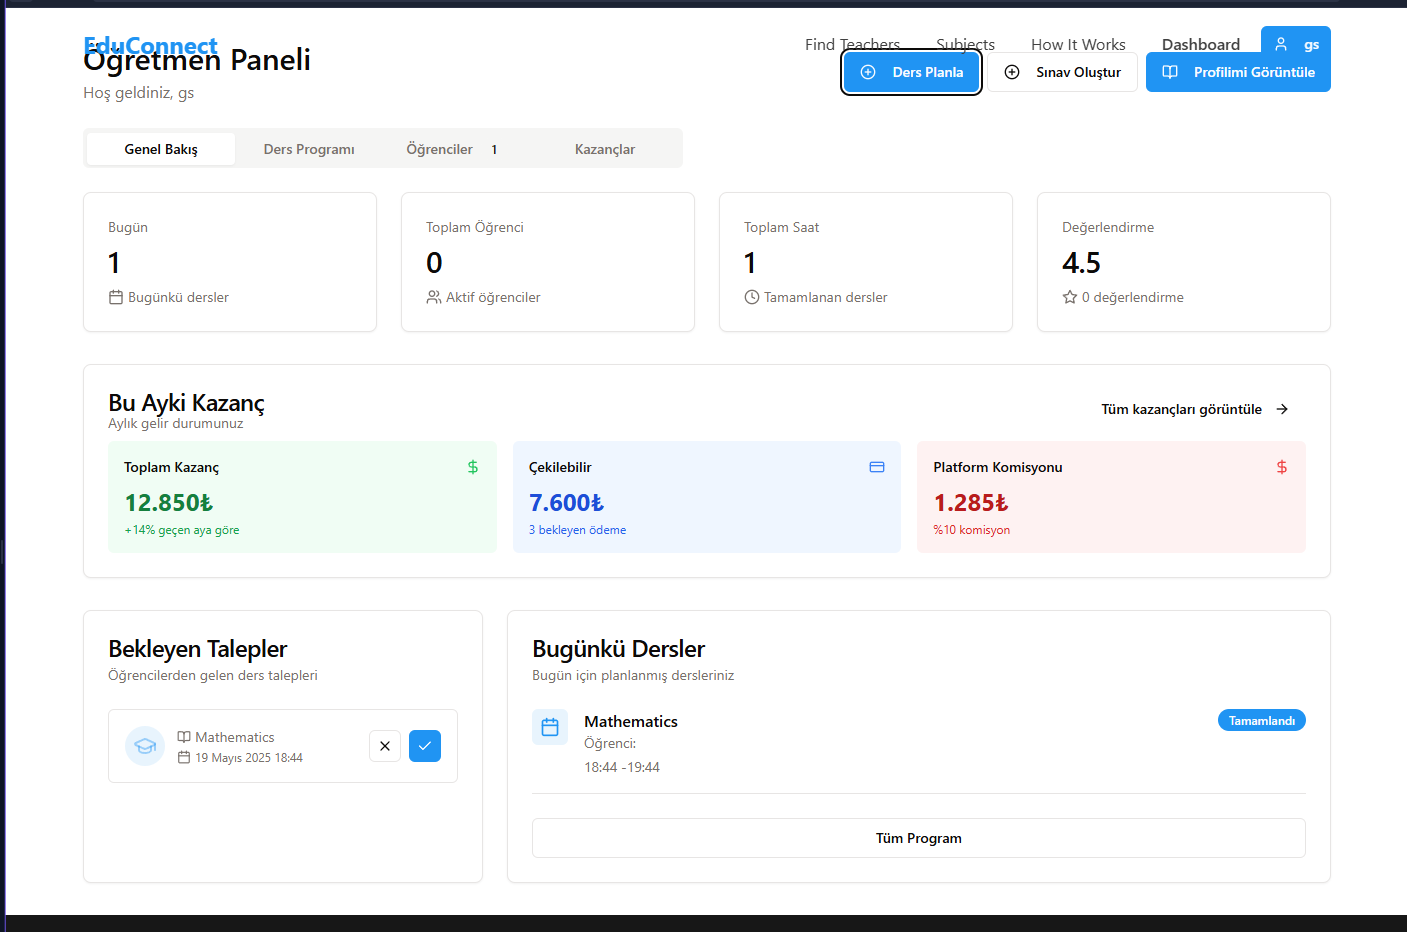 EduConnect
Find Teachers Subjects How It Works Dashboard gs
Öğretmen Paneli
Hoş geldiniz, gs
Ders Planla Sınav Oluştur Profilimi Görüntüle
Genel Bakış Ders Programı Öğrenciler 1 Kazançlar
Bugün
1
Bugünkü dersler
Toplam Öğrenci
0
Aktif öğrenciler
Toplam Saat
1
Tamamlanan dersler
Değerlendirme
4.5
0 değerlendirme
Bu Ayki Kazanç
Aylık gelir durumunuz
Tüm kazançları görüntüle
Toplam Kazanç
12.850₺
+14% geçen aya göre
Çekilebilir
7.600₺
3 bekleyen ödeme
Platform Komisyonu
1.285₺
%10 komisyon
Bekleyen Talepler
Öğrencilerden gelen ders talepleri
Mathematics
19 Mayıs 2025 18:44
Bugünkü Dersler
Bugün için planlanmış dersleriniz
Mathematics
Tamamlandı
Öğrenci:
18:44 -19:44
Tüm Program